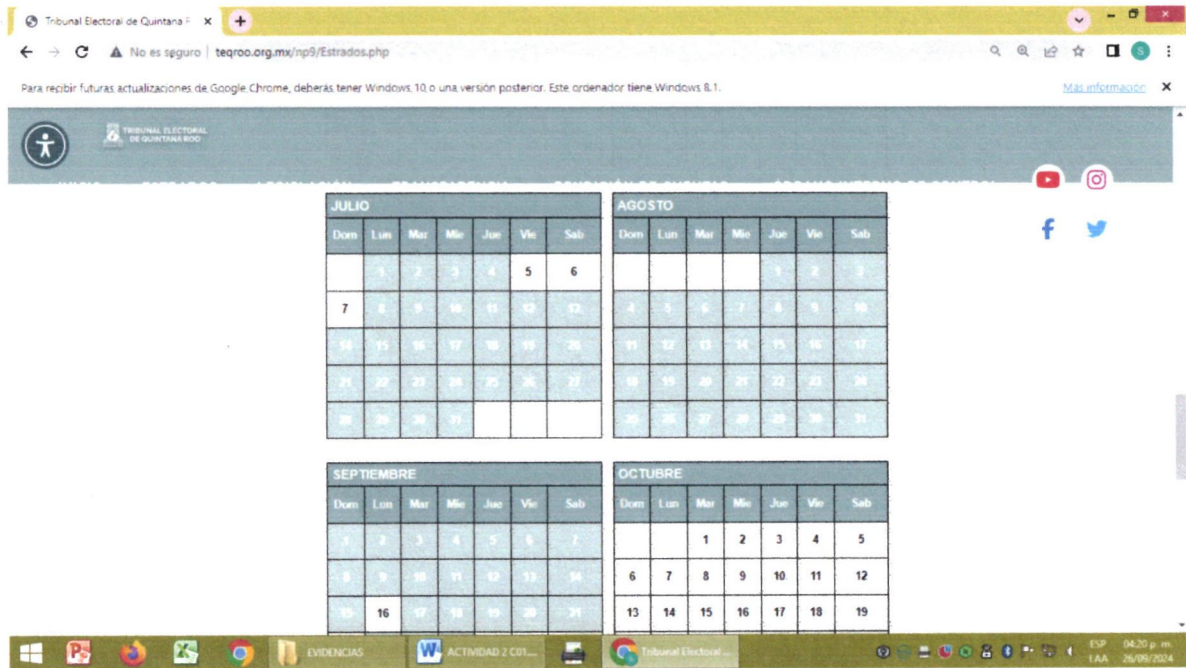 Tribunal Electoral de Quintana F
No es seguro | teqroo.org.mx/np9/Estrados.php
Para recibir futuras actualizaciones de Google Chrome, deberás tener Windows 10 o una versión posterior. Este ordenador tiene Windows 8.1.
Más información
TRIBUNAL ELECTORAL
DE QUINTANA ROO
JULIO
Dom Lun Mar Mie Jue Vie Sab
1 2 3 4 5 6
7 8 9 10 11 12 13
14 15 16 17 18 19 20
21 22 23 24 25 26 27
28 29 30 31
AGOSTO
Dom Lun Mar Mie Jue Vie Sab
1 2 3
4 5 6 7 8 9 10
11 12 13 14 15 16 17
18 19 20 21 22 23 24
25 26 27 28 29 30 31
SEPTIEMBRE
Dom Lun Mar Mie Jue Vie Sab
1 2 3 4 5 6 7
8 9 10 11 12 13 14
15 16 17 18 19 20 21
OCTUBRE
Dom Lun Mar Mie Jue Vie Sab
1 2 3 4 5
6 7 8 9 10 11 12
13 14 15 16 17 18 19
EVIDENCIAS
ACTIVIDAD 2 C01....
Tribunal Electoral ...
ESP 04:20 p. m.
LAA 26/09/2024